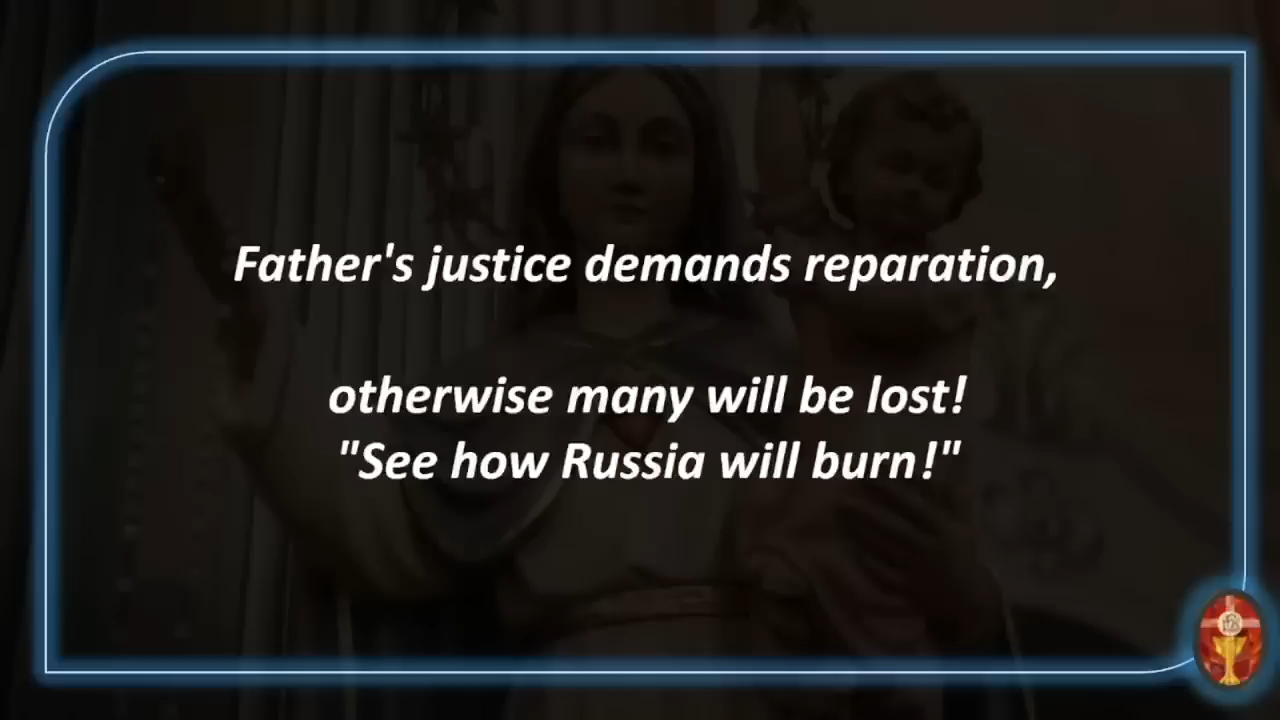 Father's justice demands reparation,
otherwise many will be lost!
"See how Russia will burn!"